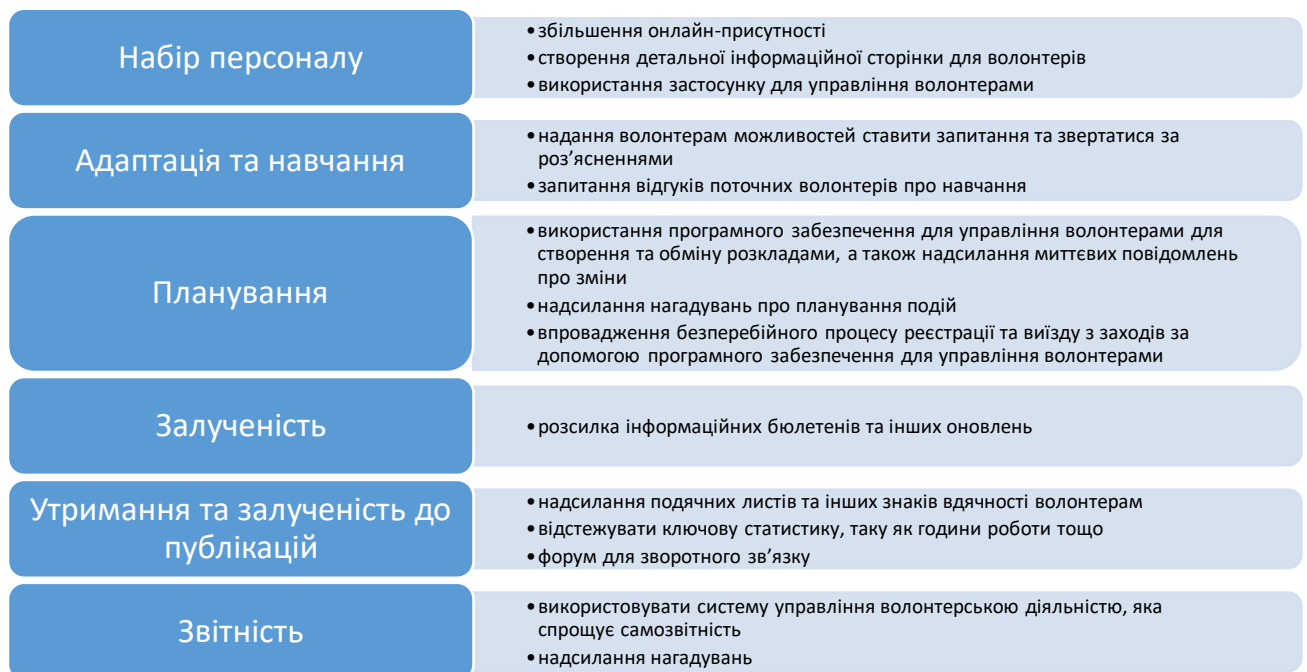 Набір персоналу
•збільшення онлайн-присутності
•створення детальної інформаційної сторінки для волонтерів
•використання застосунку для управління волонтерами
Адаптація та навчання
•надання волонтерам можливостей ставити запитання та звертатися за
роз’ясненнями
•запитання відгуків поточних волонтерів про навчання
Планування
•використання програмного забезпечення для управління волонтерами для
створення та обміну розкладами, а також надсилання миттєвих повідомлень
про зміни
•надсилання нагадувань про планування подій
•впровадження безперебійного процесу реєстрації та виїзду з заходів за
допомогою програмного забезпечення для управління волонтерами
Залученість
•розсилка інформаційних бюлетенів та інших оновлень
Утримання та залученість до
публікацій
•надсилання подячних листів та інших знаків вдячності волонтерам
•відстежувати ключову статистику, таку як години роботи тощо
•форум для зворотного зв’язку
Звітність
•використовувати систему управління волонтерською діяльністю, яка
спрощує самозвітність
•надсилання нагадувань